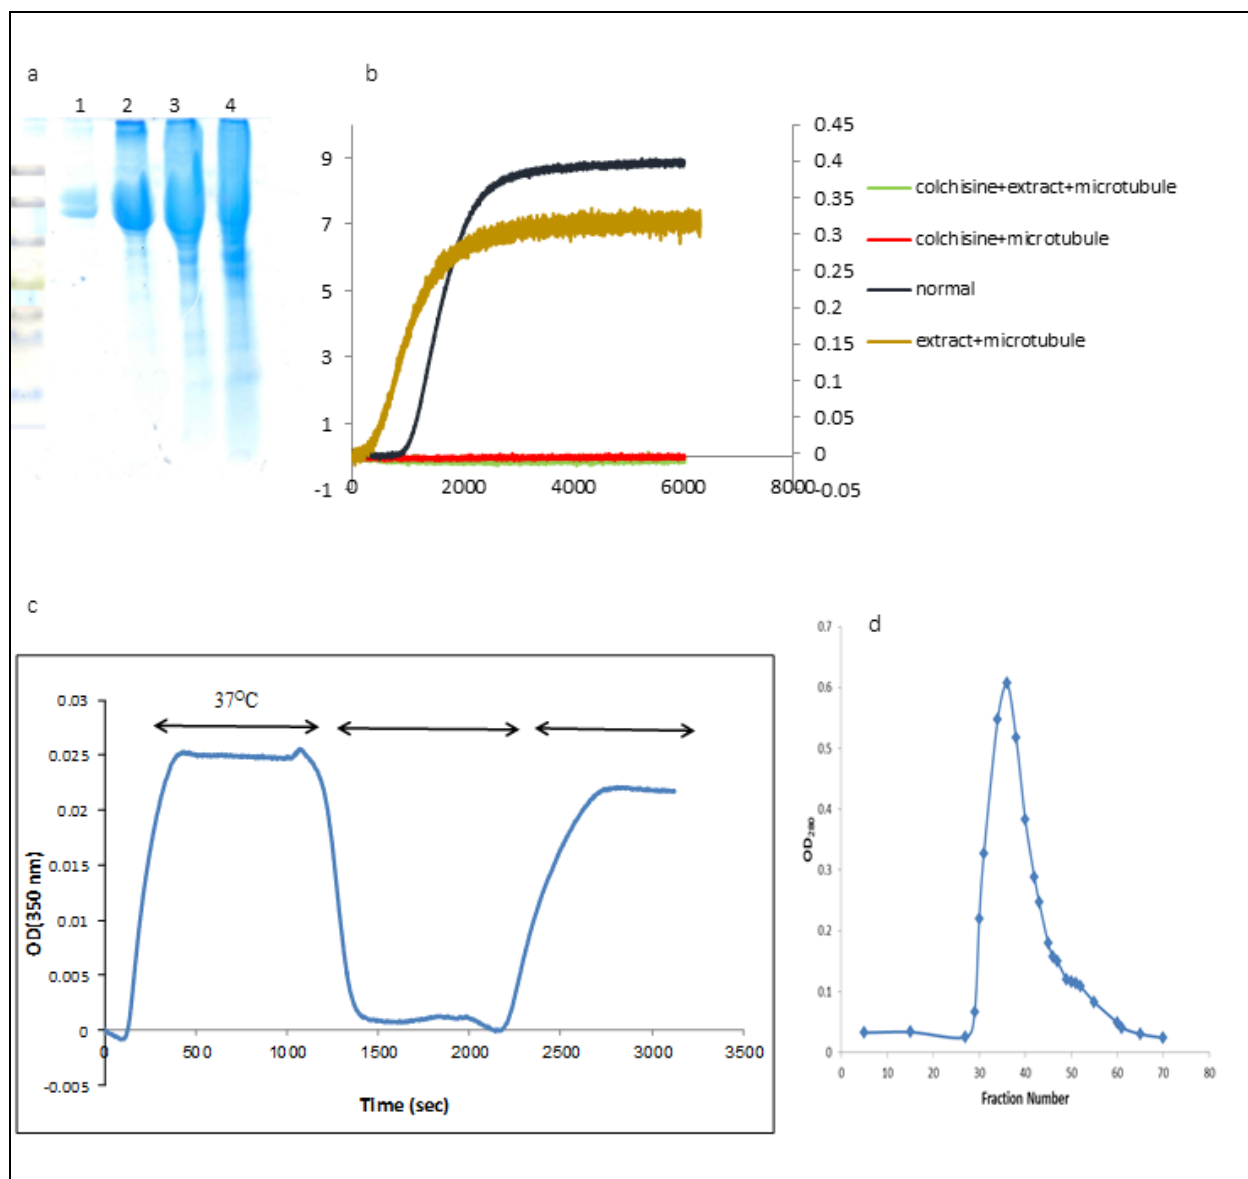 a
1 2 3 4
b
9
7
5
3
1
-1
0.45
0.4
0.35
0.3
0.25
0.2
0.15
0.1
0.05
0
-0.05
0 2000 4000 6000 8000
colchisine+extract+microtubule
colchisine+microtubule
normal
extract+microtubule
c
37°C
0.03
0.025
0.02
0.015
0.01
0.005
0
-0.005
OD(350 nm)
0 500 1000 1500 2000 2500 3000 3500
Time (sec)
d
0.7
0.6
0.5
0.4
0.3
0.2
0.1
0
OD₂₈₀
0 10 20 30 40 50 60 70 80
Fraction Number